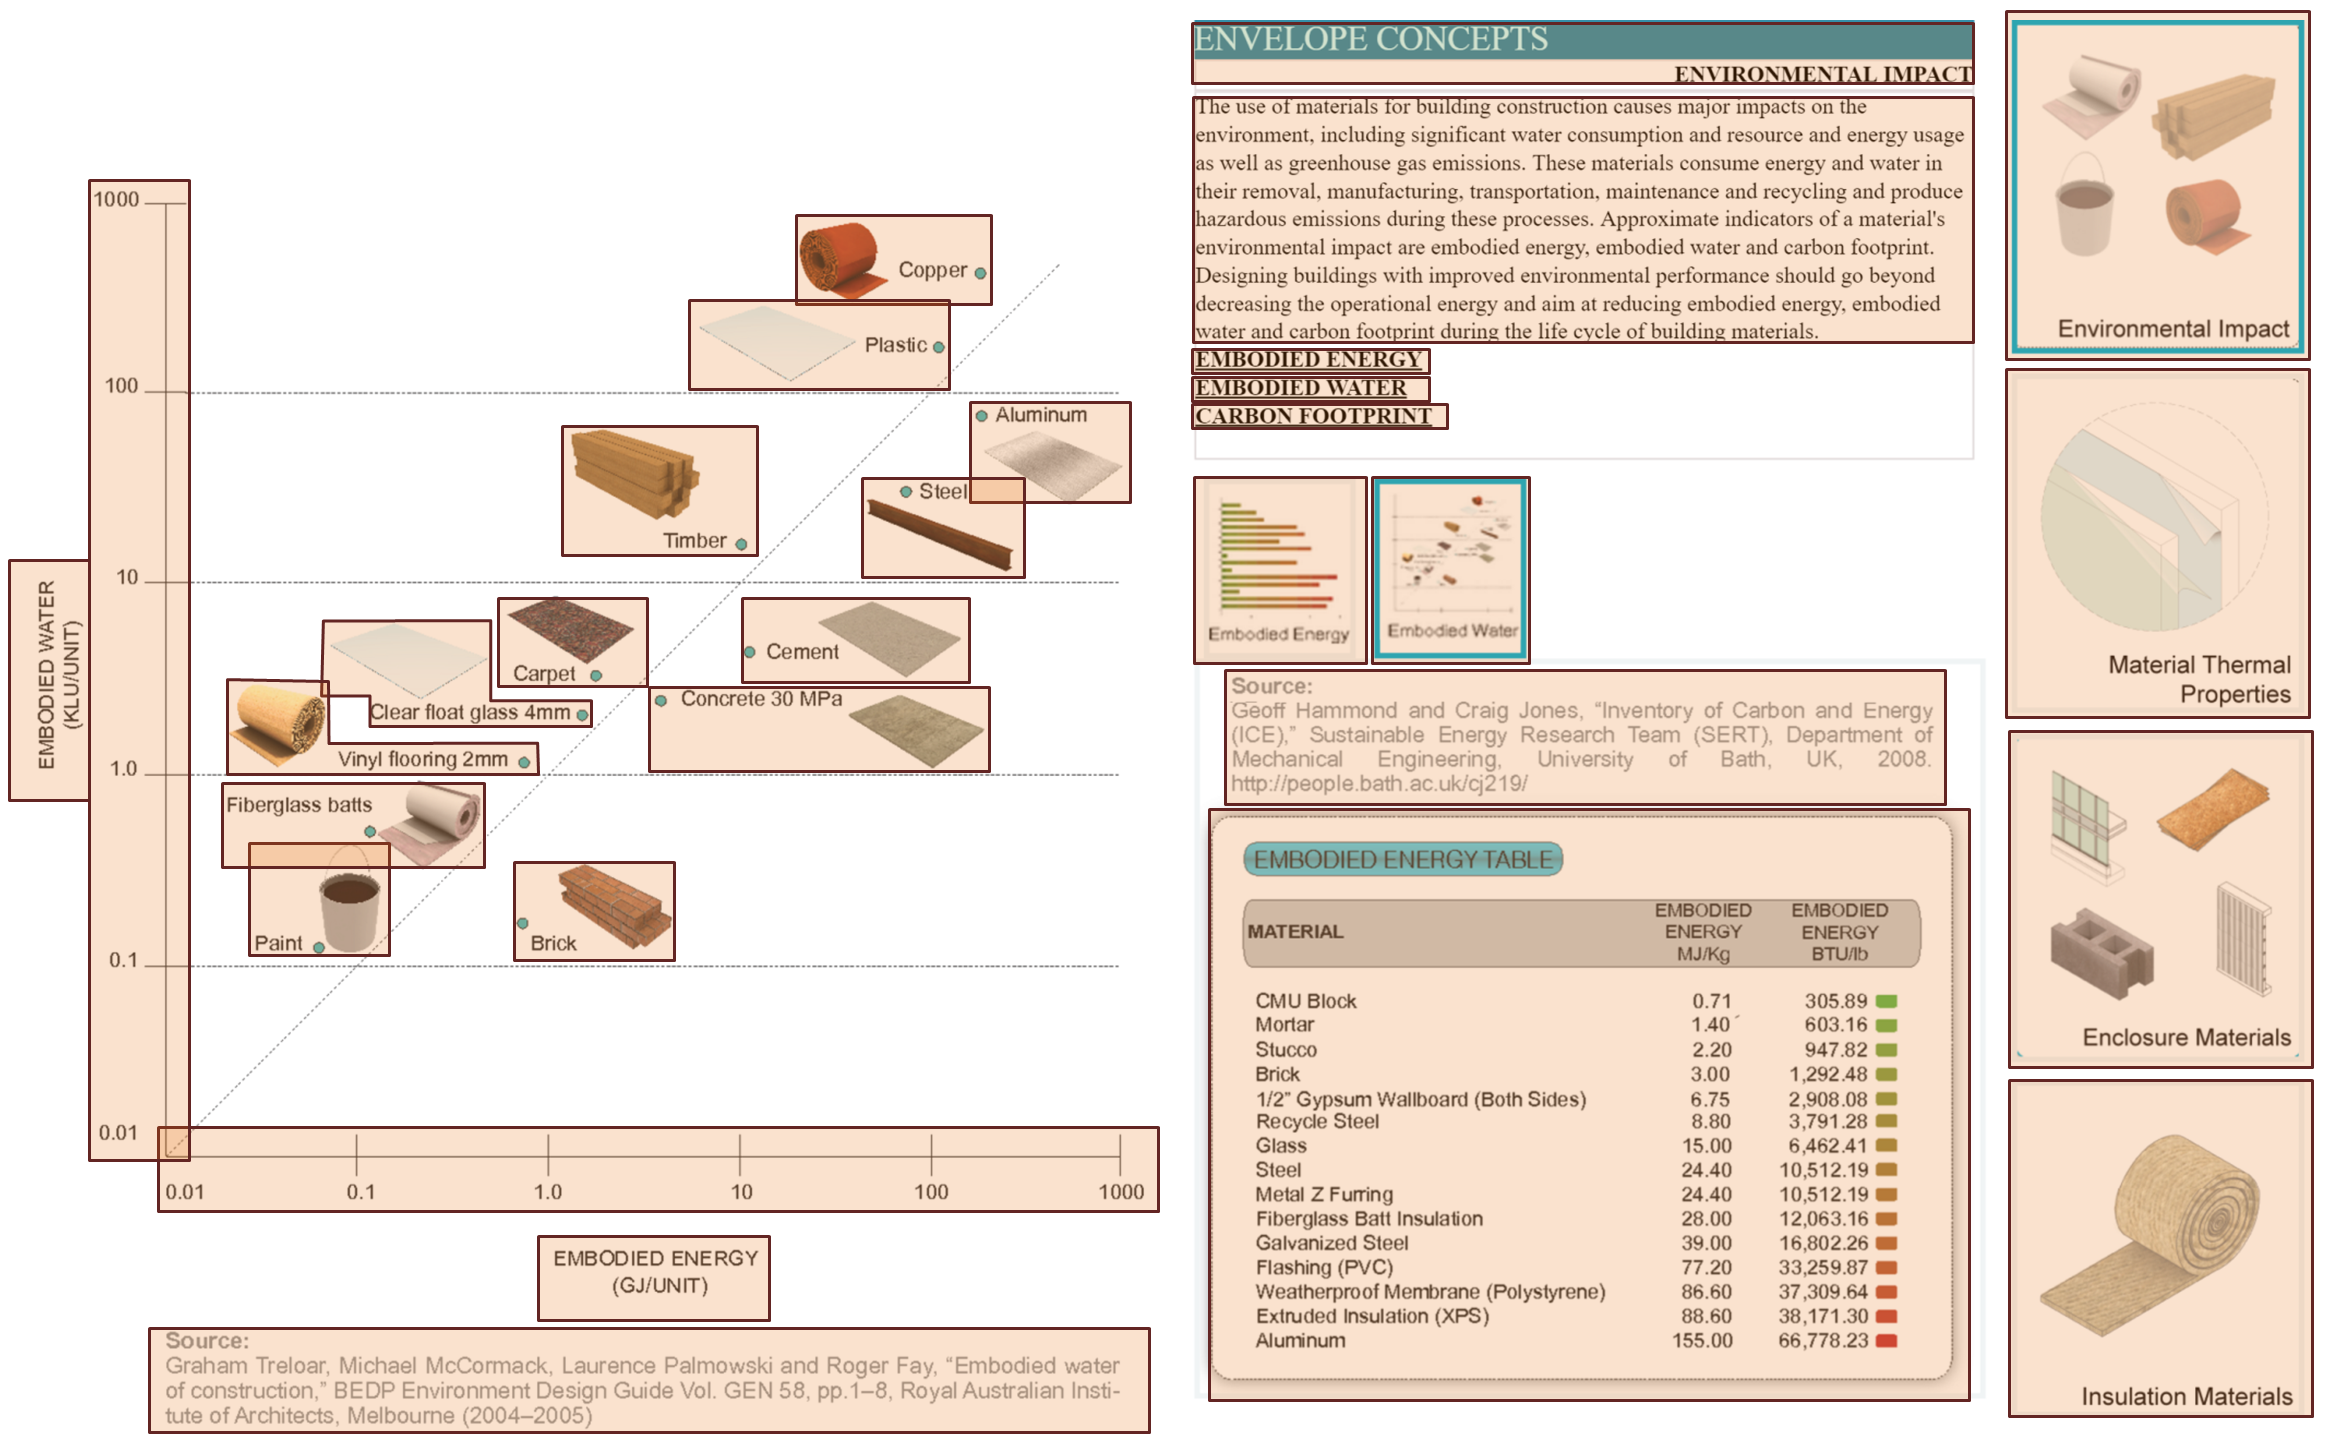 1000
100
10
1.0
0.1
0.01
EMBODIED WATER
(KLU/UNIT)
Copper
Plastic
Aluminum
Steel
Timber
Carpet
Cement
Clear float glass 4mm
Concrete 30 MPa
Vinyl flooring 2mm
Fiberglass batts
Paint
Brick
0.01
0.1
1.0
10
100
1000
EMBODIED ENERGY
(GJ/UNIT)
Source:
Graham Treloar, Michael McCormack, Laurence Palmowski and Roger Fay, “Embodied water
of construction,” BEDP Environment Design Guide Vol. GEN 58, pp.1–8, Royal Australian Insti-
tute of Architects, Melbourne (2004–2005)
ENVELOPE CONCEPTS
ENVIRONMENTAL IMPACT
The use of materials for building construction causes major impacts on the
environment, including significant water consumption and resource and energy usage
as well as greenhouse gas emissions. These materials consume energy and water in
their removal, manufacturing, transportation, maintenance and recycling and produce
hazardous emissions during these processes. Approximate indicators of a material's
environmental impact are embodied energy, embodied water and carbon footprint.
Designing buildings with improved environmental performance should go beyond
decreasing the operational energy and aim at reducing embodied energy, embodied
water and carbon footprint during the life cycle of building materials.
EMBODIED ENERGY
EMBODIED WATER
CARBON FOOTPRINT
Embodied Energy
Embodied Water
Source:
Geoff Hammond and Craig Jones, “Inventory of Carbon and Energy
(ICE),” Sustainable Energy Research Team (SERT), Department of
Mechanical Engineering, University of Bath, UK, 2008.
http://people.bath.ac.uk/cj219/
EMBODIED ENERGY TABLE
MATERIAL EMBODIED ENERGY MJ/Kg EMBODIED ENERGY BTU/lb
CMU Block 0.71 305.89
Mortar 1.40 603.16
Stucco 2.20 947.82
Brick 3.00 1,292.48
1/2” Gypsum Wallboard (Both Sides) 6.75 2,908.08
Recycle Steel 8.80 3,791.28
Glass 15.00 6,462.41
Steel 24.40 10,512.19
Metal Z Furring 24.40 10,512.19
Fiberglass Batt Insulation 28.00 12,063.16
Galvanized Steel 39.00 16,802.26
Flashing (PVC) 77.20 33,259.87
Weatherproof Membrane (Polystyrene) 86.60 37,309.64
Extruded Insulation (XPS) 88.60 38,171.30
Aluminum 155.00 66,778.23
Environmental Impact
Material Thermal
Properties
Enclosure Materials
Insulation Materials